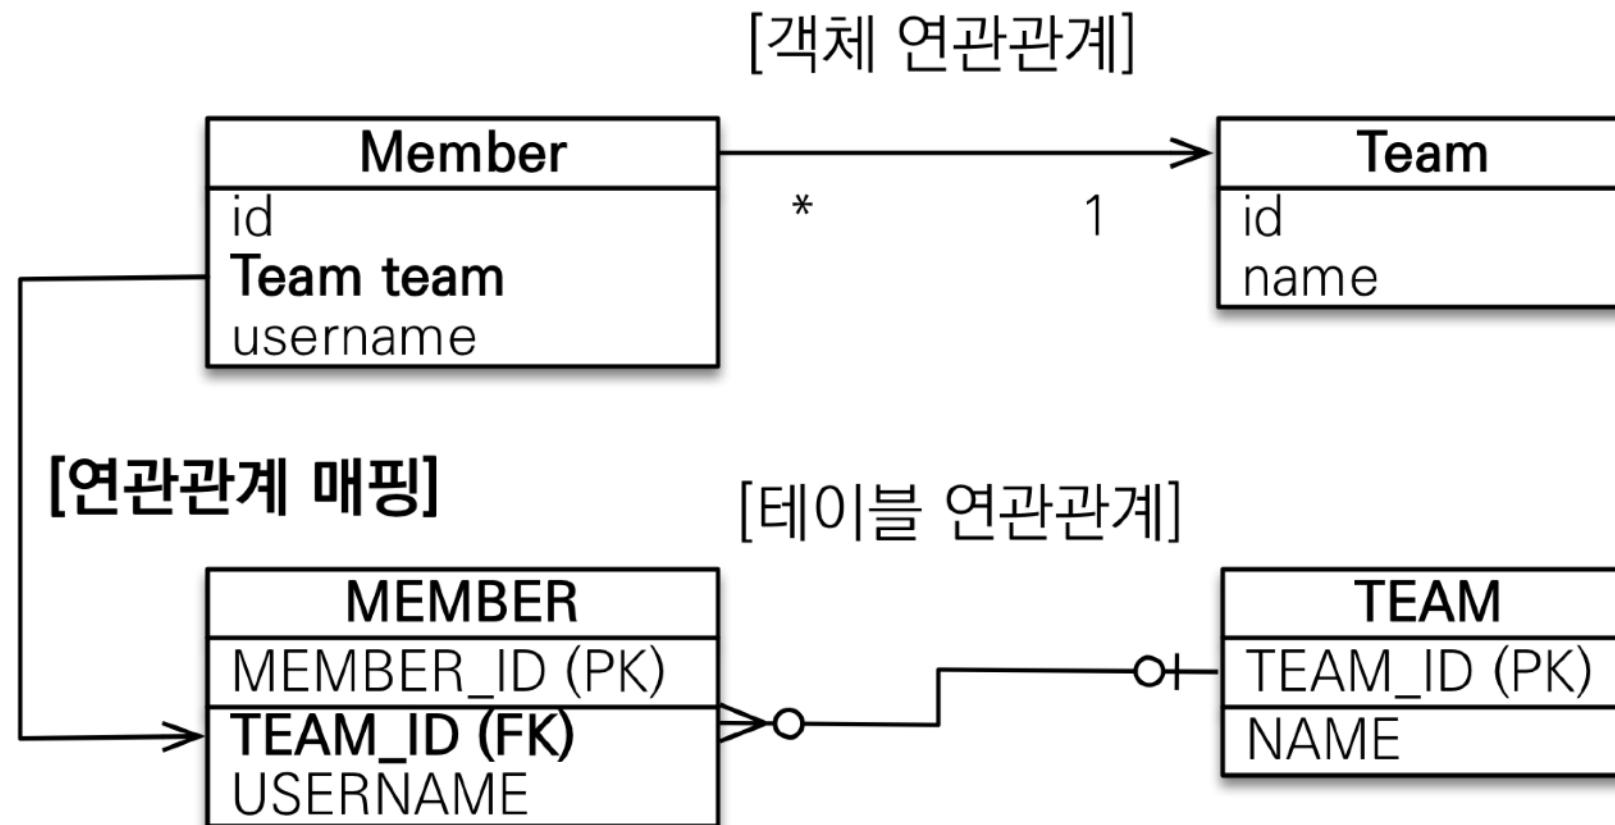 [객체 연관관계]
Member
id
Team team
username
* 1
Team
id
name
[연관관계 매핑]
[테이블 연관관계]
MEMBER
MEMBER_ID (PK)
TEAM_ID (FK)
USERNAME
TEAM
TEAM_ID (PK)
NAME